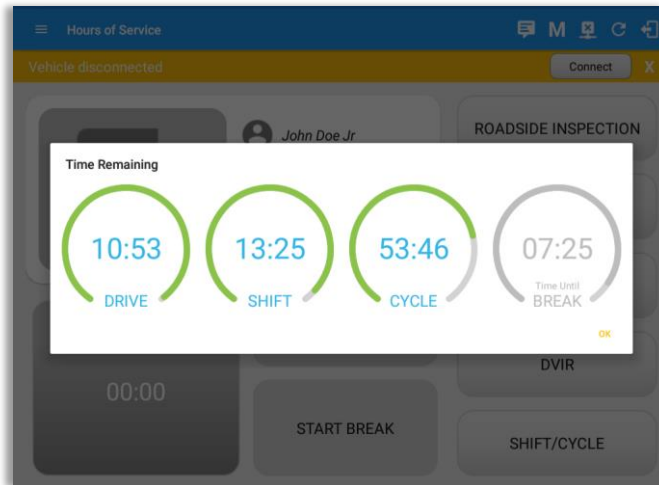 Hours of Service
M
Vehicle disconnected
Connect
X
John Doe Jr
ROADSIDE INSPECTION
Time Remaining
10:53
DRIVE
13:25
SHIFT
53:46
CYCLE
07:25
Time Until
BREAK
OK
DVIR
00:00
START BREAK
SHIFT/CYCLE